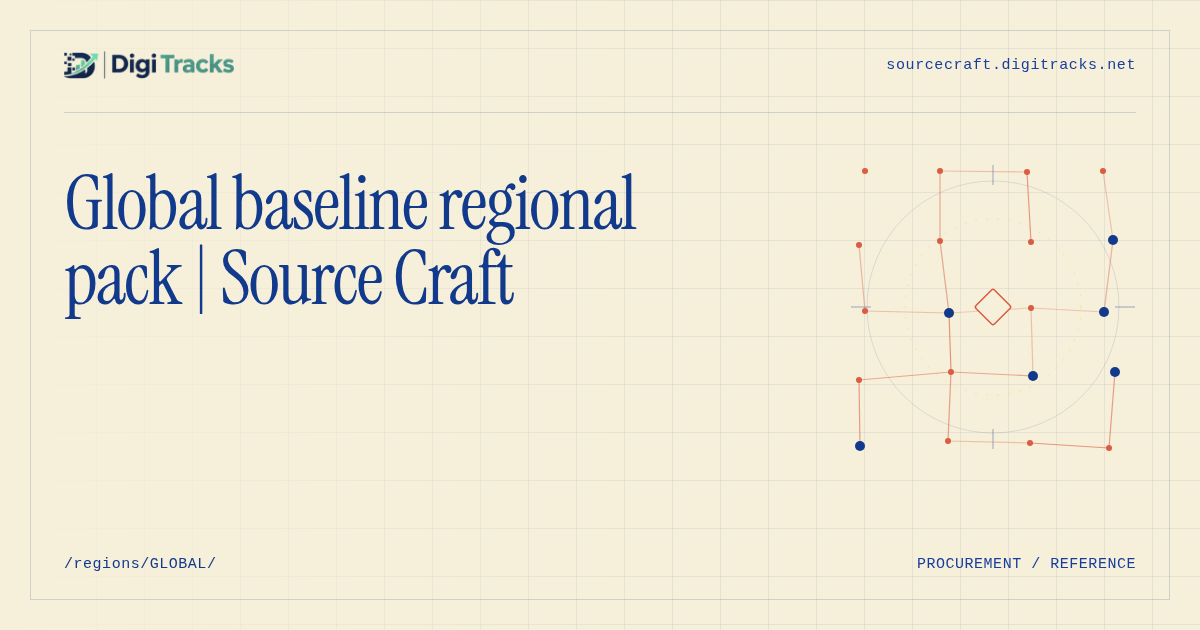 Digi Tracks
sourcecraft.digitracks.net
Global baseline regional
pack | Source Craft
/regions/GLOBAL/
PROCUREMENT / REFERENCE